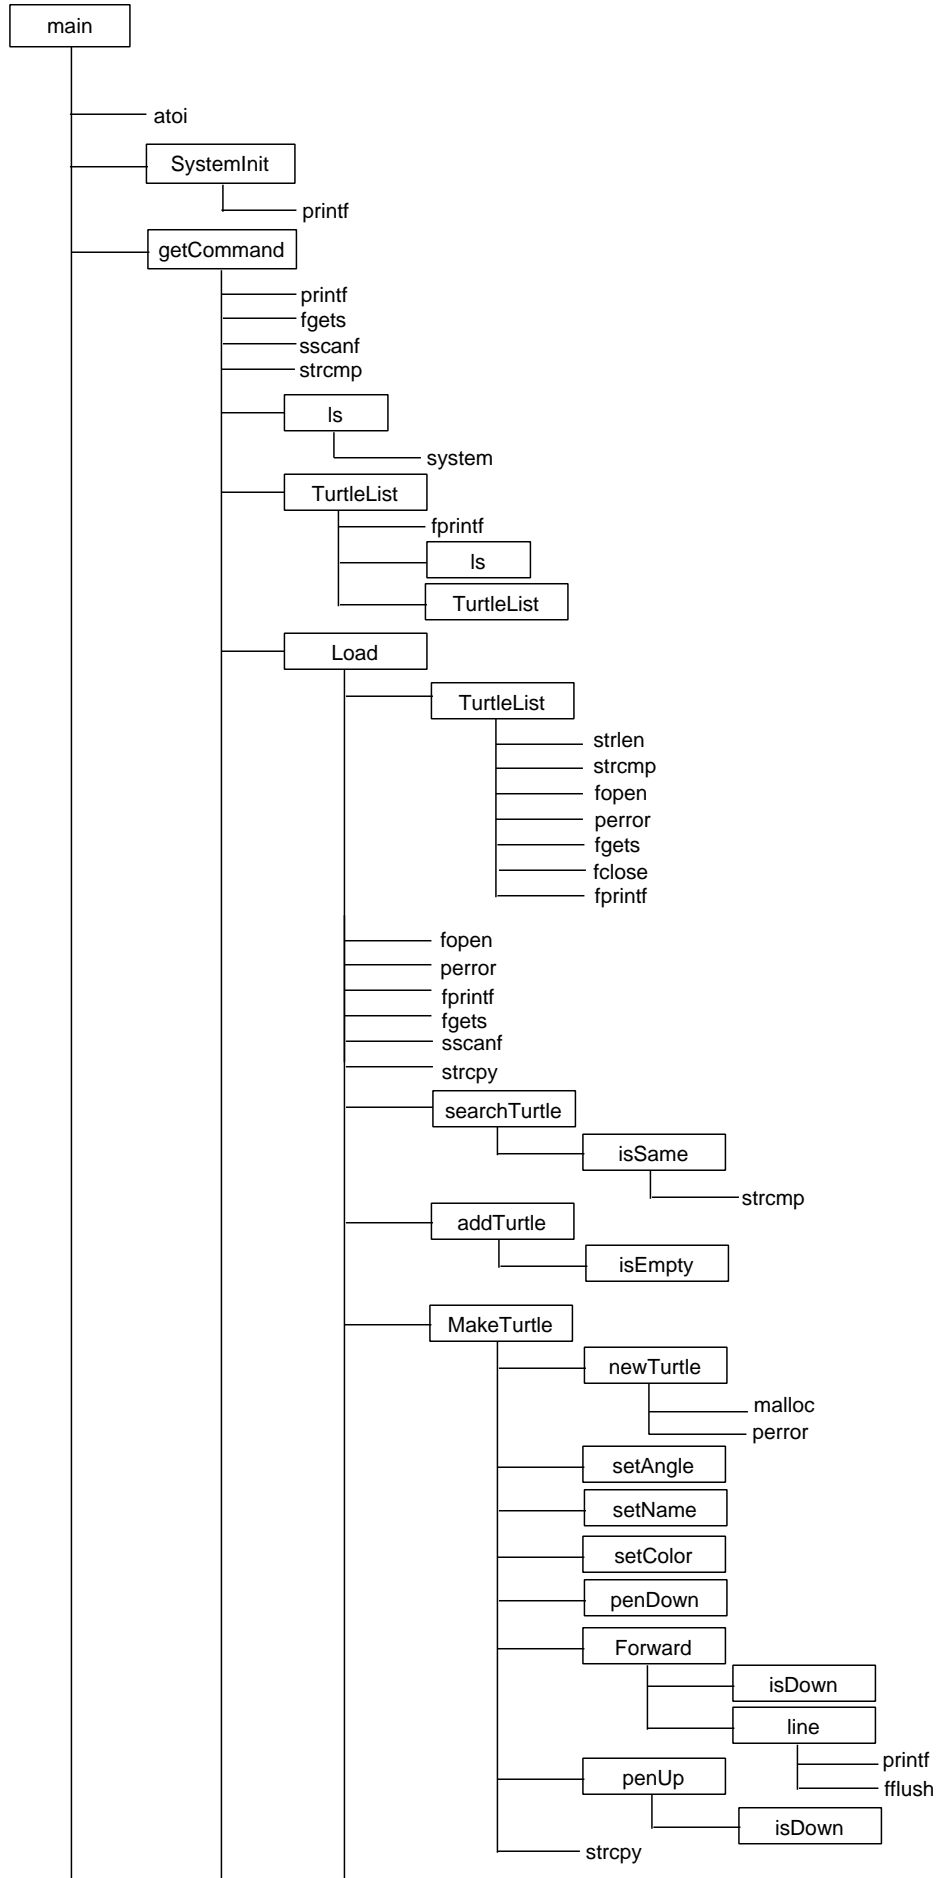 main
atoi
SystemInit
printf
getCommand
printf
fgets
sscanf
strcmp
ls
system
TurtleList
fprintf
ls
TurtleList
Load
TurtleList
strlen
strcmp
fopen
perror
fgets
fclose
fprintf
fopen
perror
fprintf
fgets
sscanf
strcpy
searchTurtle
isSame
strcmp
addTurtle
isEmpty
MakeTurtle
newTurtle
malloc
perror
setAngle
setName
setColor
penDown
Forward
isDown
line
printf
fflush
penUp
isDown
strcpy